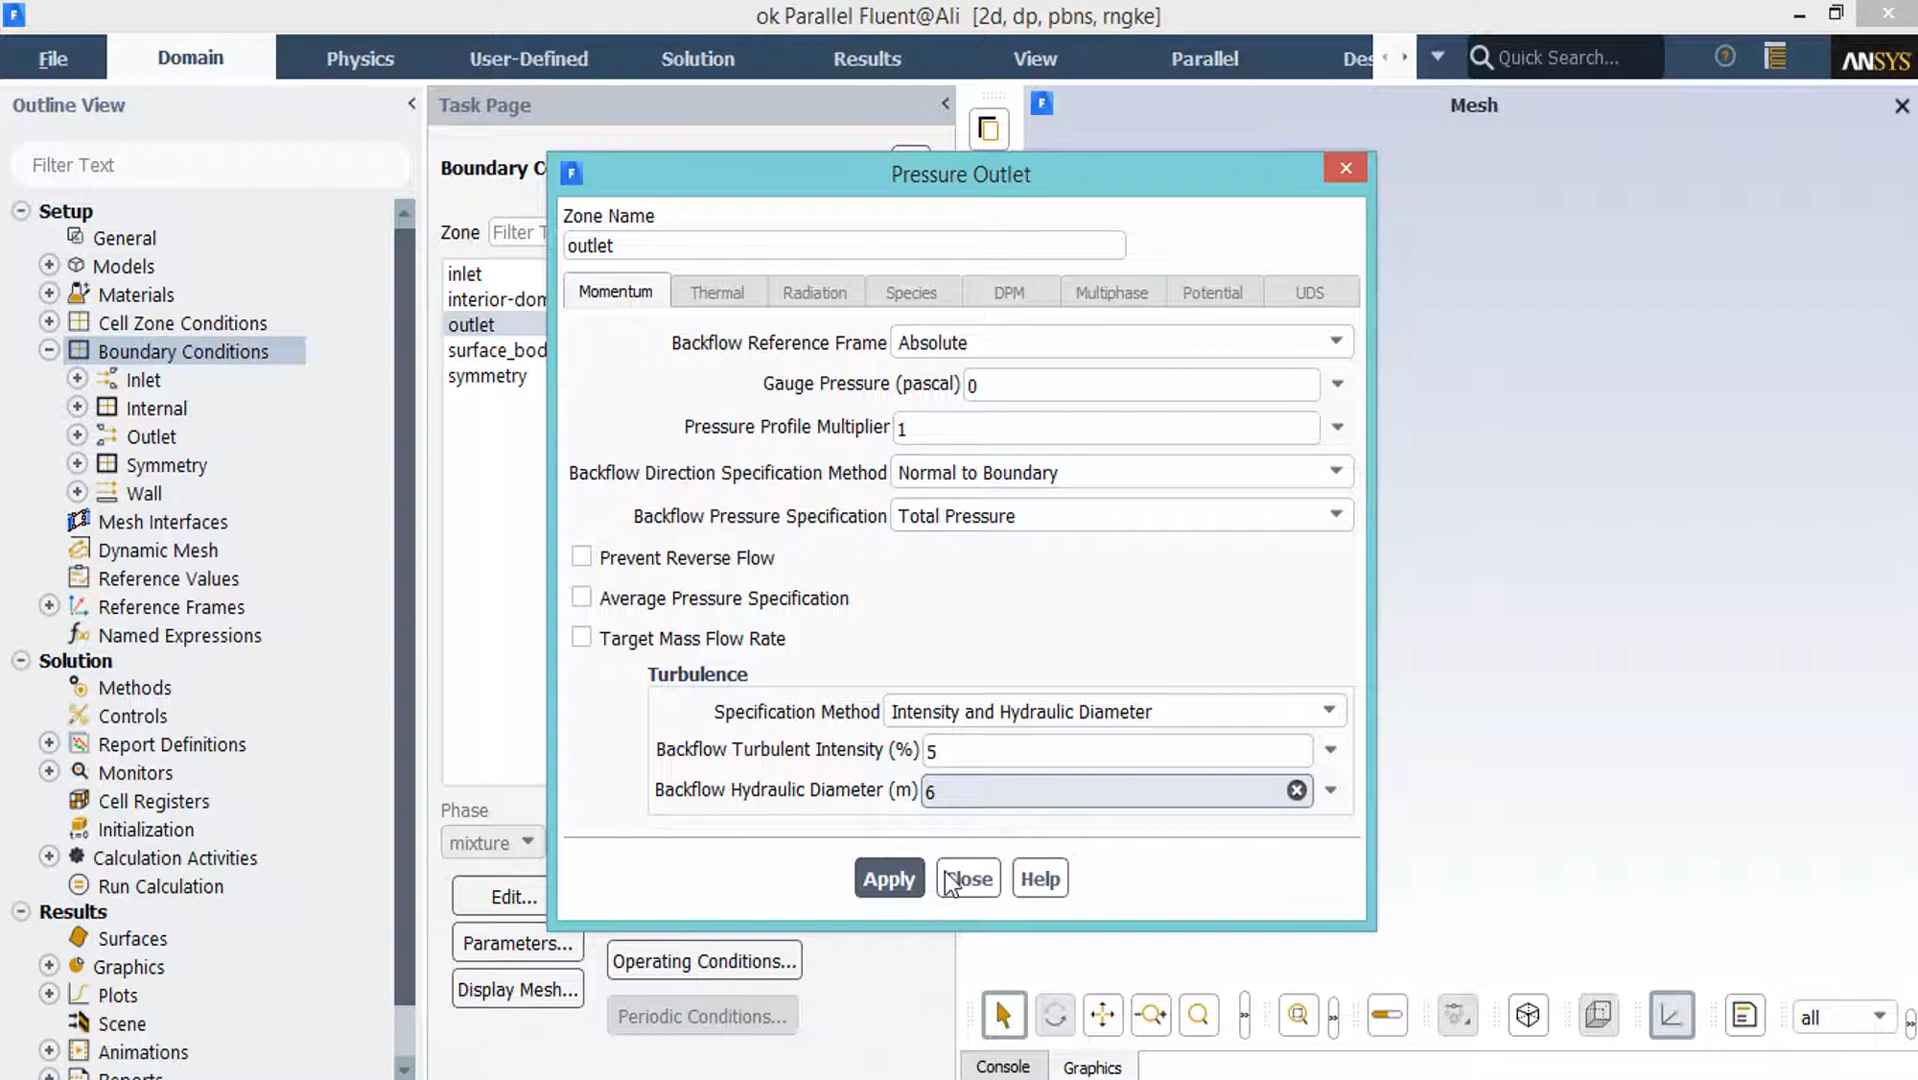 ok Parallel Fluent@Ali [2d, dp, pbns, rngke]
File Domain Physics User-Defined Solution Results View Parallel Des Quick Search... ANSYS
Outline View
Filter Text
Setup
General
Models
Materials
Cell Zone Conditions
Boundary Conditions
Inlet
Internal
Outlet
Symmetry
Wall
Mesh Interfaces
Dynamic Mesh
Reference Values
Reference Frames
Named Expressions
Solution
Methods
Controls
Report Definitions
Monitors
Cell Registers
Initialization
Calculation Activities
Run Calculation
Results
Surfaces
Graphics
Plots
Scene
Animations
Reports
Task Page
Boundary C
Zone Filter T
inlet
interior-dom
outlet
surface_bod
symmetry
Phase
mixture
Edit...
Parameters... Operating Conditions...
Display Mesh... Periodic Conditions...
Mesh
Pressure Outlet
Zone Name
outlet
Momentum Thermal Radiation Species DPM Multiphase Potential UDS
Backflow Reference Frame Absolute
Gauge Pressure (pascal) 0
Pressure Profile Multiplier 1
Backflow Direction Specification Method Normal to Boundary
Backflow Pressure Specification Total Pressure
Prevent Reverse Flow
Average Pressure Specification
Target Mass Flow Rate
Turbulence
Specification Method Intensity and Hydraulic Diameter
Backflow Turbulent Intensity (%) 5
Backflow Hydraulic Diameter (m) 6
Apply Close Help
all
Console Graphics